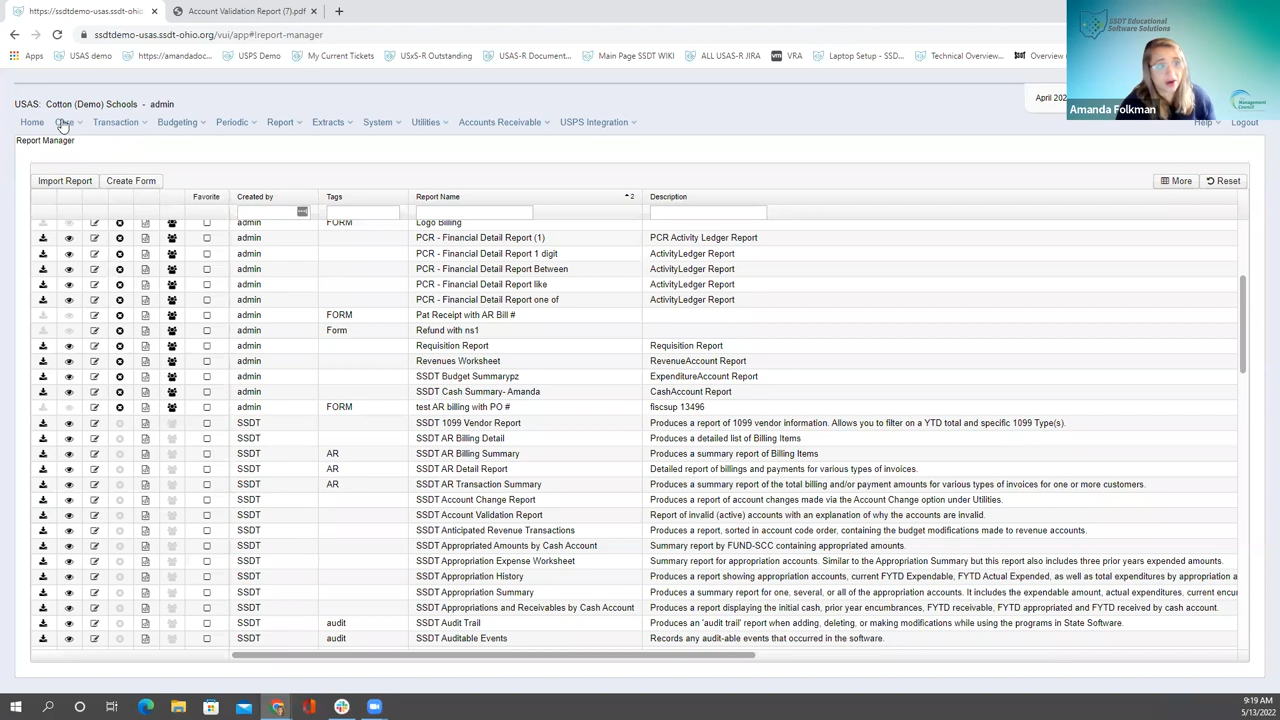 https://ssdtdemo-usas.ssdt-ohio.org
Account Validation Report (7).pdf
ssdtdemo-usas.ssdt-ohio.org/vui/app#!report-manager
Apps USAS demo https://amandadoc... USPS Demo My Current Tickets USxS-R Outstanding USAS-R Document... Main Page SSDT WIKI ALL USAS-R JIRA VRA Laptop Setup - SSD... Technical Overview... Overview
SSDT Educational
Software Solutions
Management
Council
Amanda Folkman
USAS: Cotton (Demo) Schools - admin
April 202
Home Transaction Budgeting Periodic Report Extracts System Utilities Accounts Receivable USPS Integration Help Logout
Report Manager
Import Report Create Form More Reset
Favorite Created by Tags Report Name 2 Description
admin FORM Logo Billing
admin PCR - Financial Detail Report (1) PCR Activity Ledger Report
admin PCR - Financial Detail Report 1 digit ActivityLedger Report
admin PCR - Financial Detail Report Between ActivityLedger Report
admin PCR - Financial Detail Report like ActivityLedger Report
admin PCR - Financial Detail Report one of ActivityLedger Report
admin FORM Pat Receipt with AR Bill #
admin Form Refund with ns1
admin Requisition Report Requisition Report
admin Revenues Worksheet RevenueAccount Report
admin SSDT Budget Summarypz ExpenditureAccount Report
admin SSDT Cash Summary- Amanda CashAccount Report
admin FORM test AR billing with PO # fiscsup 13496
SSDT SSDT 1099 Vendor Report Produces a report of 1099 vendor information. Allows you to filter on a YTD total and specific 1099 Type(s).
SSDT SSDT AR Billing Detail Produces a detailed list of Billing Items
SSDT AR SSDT AR Billing Summary Produces a summary report of Billing Items
SSDT AR SSDT AR Detail Report Detailed report of billings and payments for various types of invoices.
SSDT AR SSDT AR Transaction Summary Produces a summary report of the total billing and/or payment amounts for various types of invoices for one or more customers.
SSDT SSDT Account Change Report Produces a report of account changes made via the Account Change option under Utilities.
SSDT SSDT Account Validation Report Report of invalid (active) accounts with an explanation of why the accounts are invalid.
SSDT SSDT Anticipated Revenue Transactions Produces a report, sorted in account code order, containing the budget modifications made to revenue accounts.
SSDT SSDT Appropriated Amounts by Cash Account Summary report by FUND-SCC containing appropriated amounts.
SSDT SSDT Appropriation Expense Worksheet Summary report for appropriation accounts. Similar to the Appropriation Summary but this report also includes three prior years expended amounts.
SSDT SSDT Appropriation History Produces a report showing appropriation accounts, current FYTD Expendable, FYTD Actual Expended, as well as total expenditures by appropriation a
SSDT SSDT Appropriation Summary Produces a summary report for one, several, or all of the appropriation accounts. It includes the expendable amount, actual expenditures, current encum
SSDT SSDT Appropriations and Receivables by Cash Account Produces a report displaying the initial cash, prior year encumbrances, FYTD receivable, FYTD appropriated and FYTD received by cash account.
SSDT audit SSDT Audit Trail Produces an 'audit trail' report when adding, deleting, or making modifications while using the programs in State Software.
SSDT audit SSDT Auditable Events Records any audit-able events that occurred in the software.
9:19 AM
5/13/2022